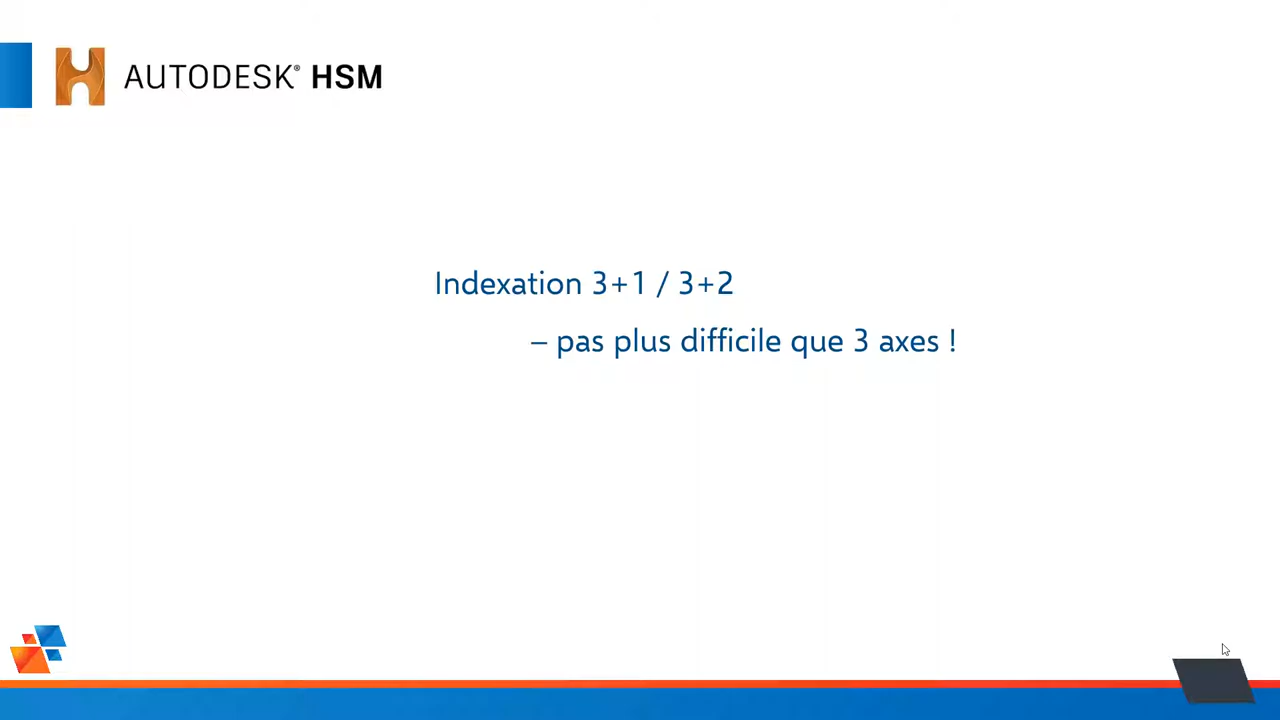 AUTODESK® HSM
Indexation 3+1 / 3+2
– pas plus difficile que 3 axes !